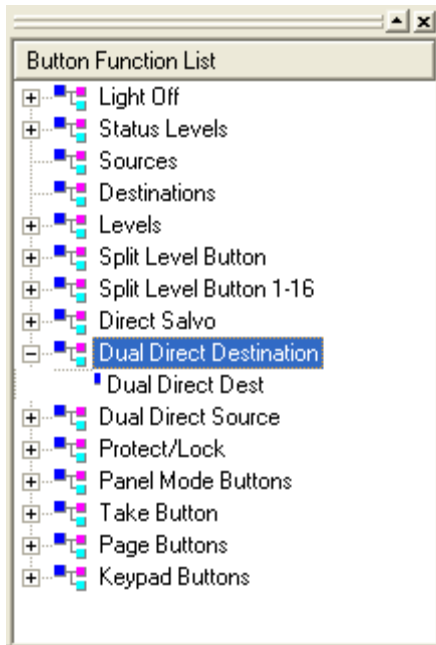 Button Function List
Light Off
Status Levels
Sources
Destinations
Levels
Split Level Button
Split Level Button 1-16
Direct Salvo
Dual Direct Destination
Dual Direct Dest
Dual Direct Source
Protect/Lock
Panel Mode Buttons
Take Button
Page Buttons
Keypad Buttons